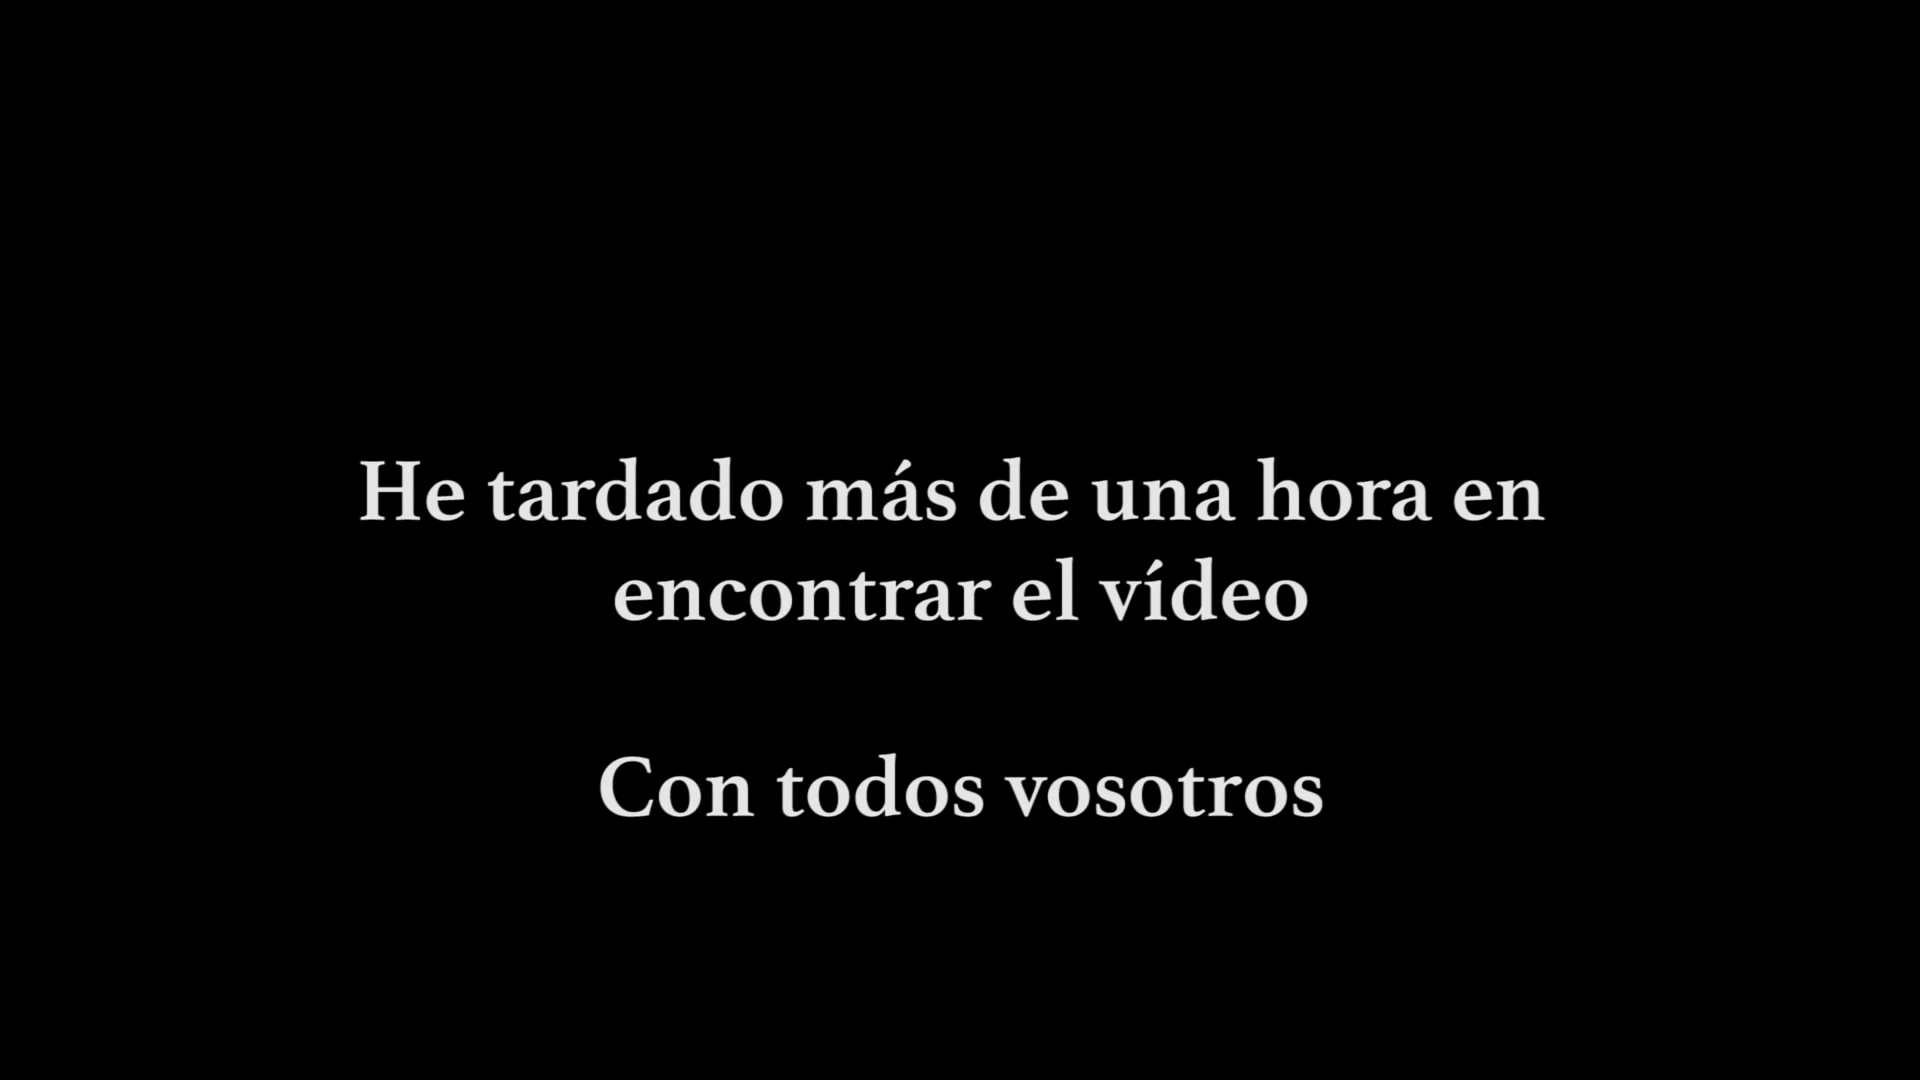 He tardado más de una hora en
encontrar el vídeo
Con todos vosotros